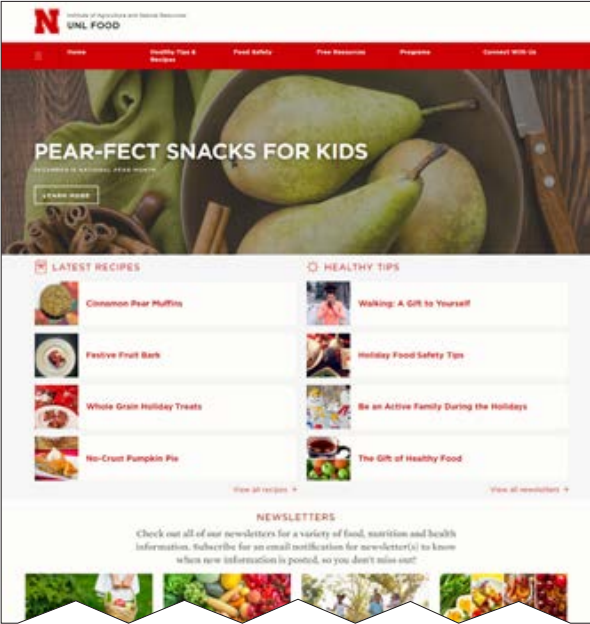 N
Institute of Agriculture and Natural Resources
UNL FOOD
Home
Healthy Tips &
Recipes
Food Safety
Free Resources
Programs
Connect With Us
PEAR-FECT SNACKS FOR KIDS
DECEMBER IS NATIONAL PEAR MONTH
LEARN MORE
LATEST RECIPES
Cinnamon Pear Muffins
Festive Fruit Bark
Whole Grain Holiday Treats
No-Crust Pumpkin Pie
View all recipes
HEALTHY TIPS
Walking: A Gift to Yourself
Holiday Food Safety Tips
Be an Active Family During the Holidays
The Gift of Healthy Food
View all newsletters
NEWSLETTERS
Check out all of our newsletters for a variety of food, nutrition and health
information. Subscribe for an email notification for newsletter(s) to know
when new information is posted, so you don't miss out!